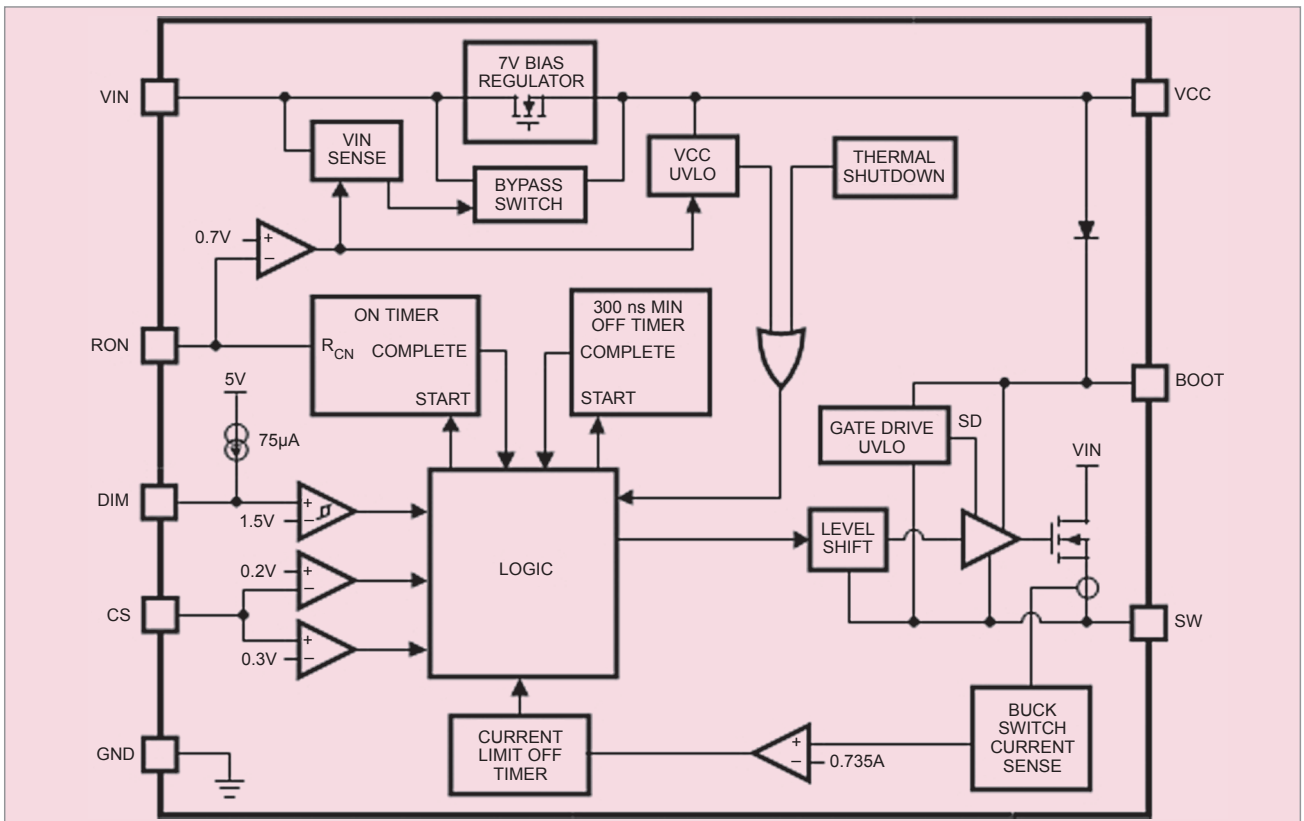 7V BIAS
REGULATOR
VIN
VCC
VIN
SENSE
BYPASS
SWITCH
VCC
UVLO
THERMAL
SHUTDOWN
0.7V
+
−
ON TIMER
300 ns MIN
OFF TIMER
RON
RCN
COMPLETE
COMPLETE
START
START
5V
75µA
BOOT
GATE DRIVE
UVLO
SD
VIN
DIM
+
−
1.5V
LEVEL
SHIFT
LOGIC
0.2V
+
−
CS
+
−
0.3V
SW
GND
CURRENT
LIMIT OFF
TIMER
+
−
0.735A
BUCK
SWITCH
CURRENT
SENSE